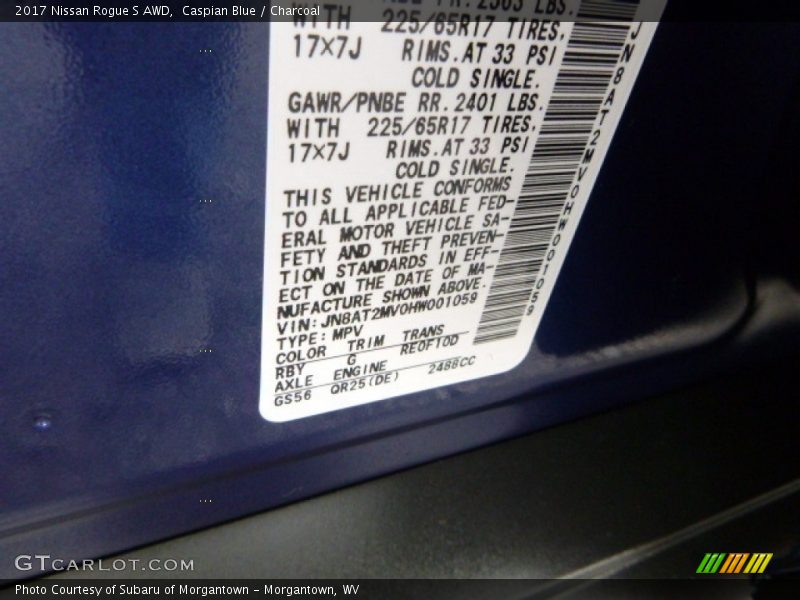 2017 Nissan Rogue S AWD,  Caspian Blue / Charcoal
LBS.
WITH 225/65R17 TIRES.
17×7J RIMS.AT 33 PSI
COLD SINGLE.
GAWR/PNBE RR.2401 LBS.
WITH 225/65R17 TIRES.
17×7J RIMS.AT 33 PSI
COLD SINGLE.
THIS VEHICLE CONFORMS
TO ALL APPLICABLE FED-
ERAL MOTOR VEHICLE SA-
FETY AND THEFT PREVEN-
TION STANDARDS IN EFF-
ECT ON THE DATE OF MA-
NUFACTURE SHOWN ABOVE.
VIN:JN8AT2MV0HW001059
TYPE:MPV
COLOR TRIM TRANS
RBY G RE0F10D
AXLE ENGINE
GS56 QR25(DE) 2488CC
JN8AT2MV0HW001059
GTCARLOT.COM
Photo Courtesy of Subaru of Morgantown – Morgantown, WV